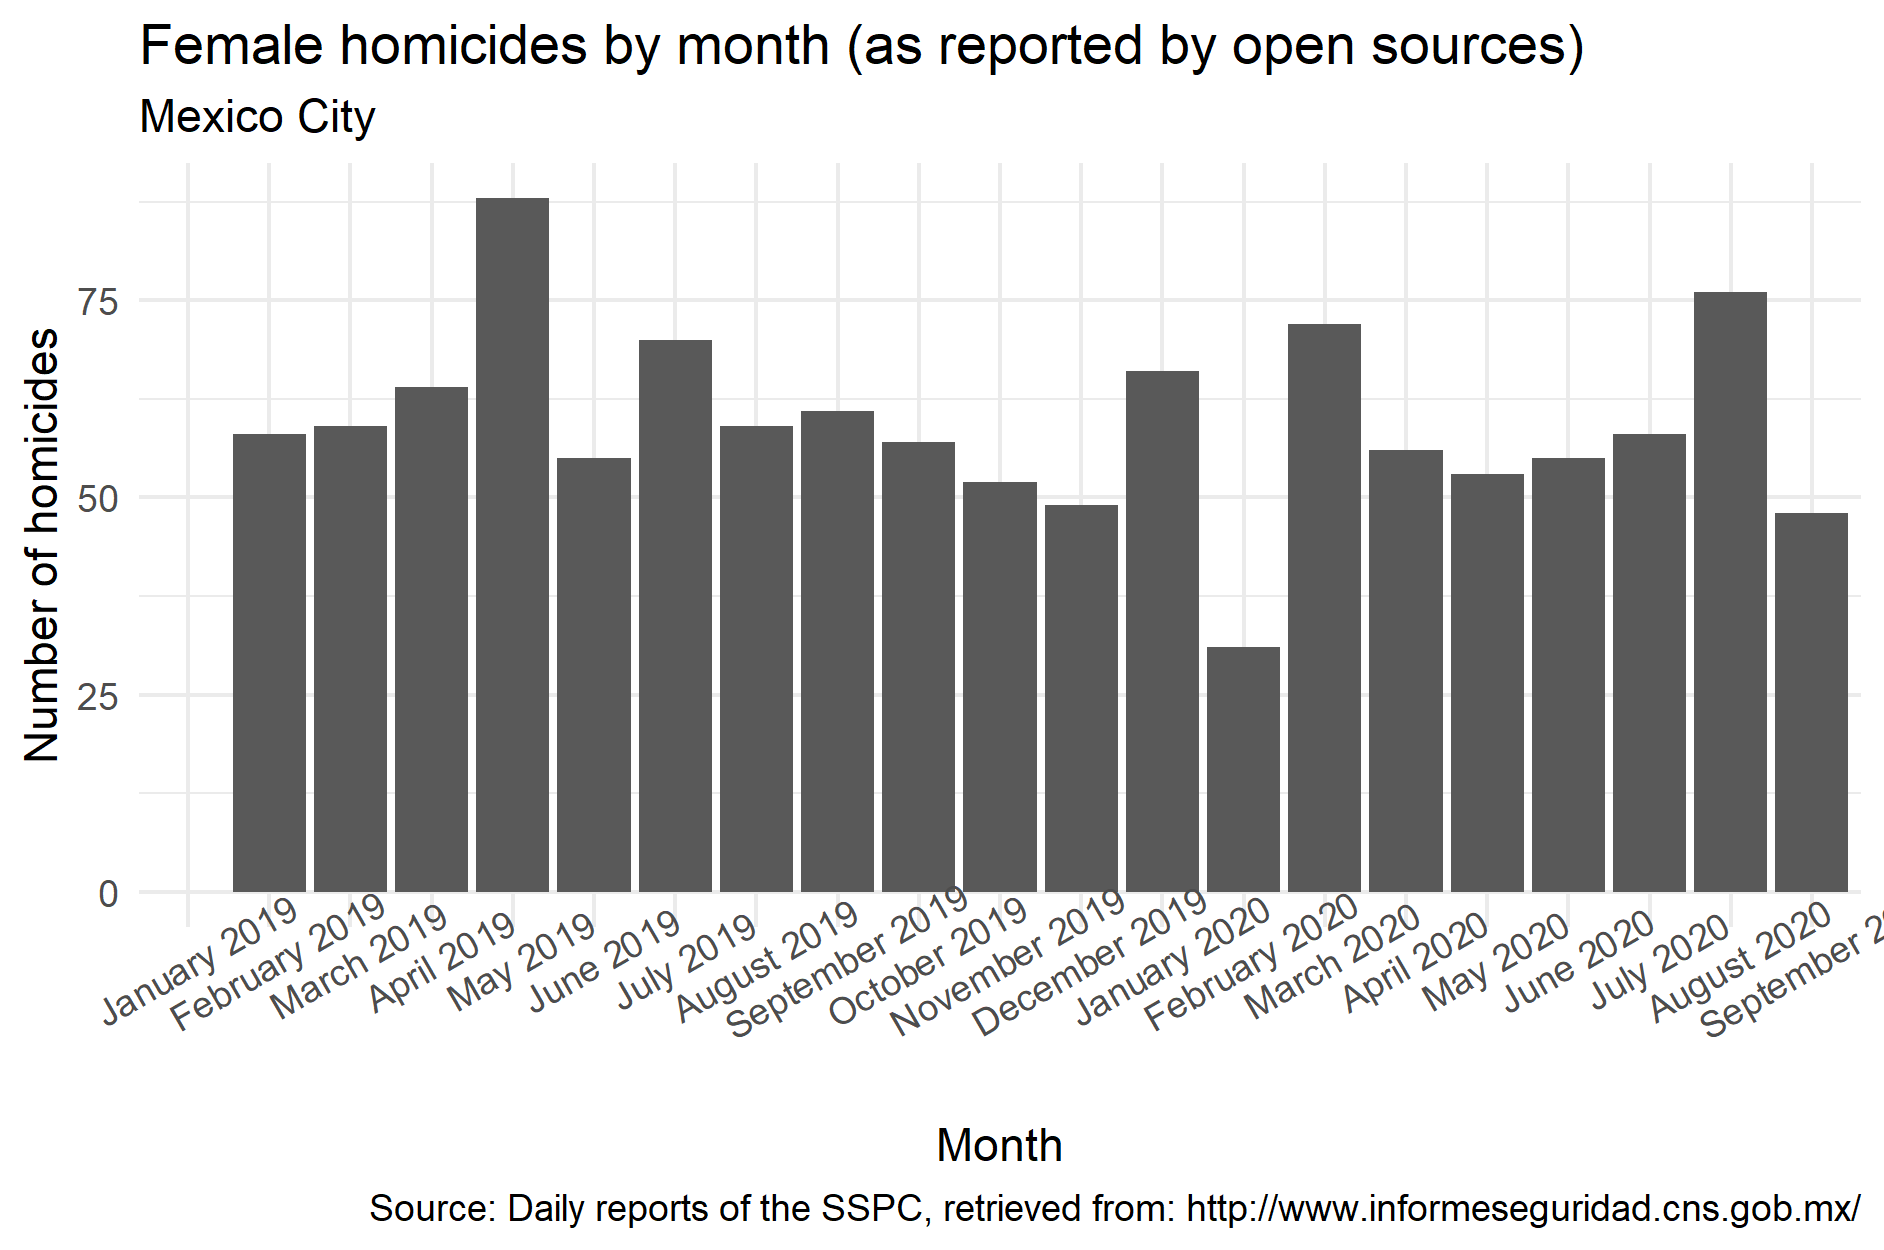 Female homicides by month (as reported by open sources)
Mexico City
Number of homicides
75
50
25
0
January 2019
February 2019
March 2019
April 2019
May 2019
June 2019
July 2019
August 2019
September 2019
October 2019
November 2019
December 2019
January 2020
February 2020
March 2020
April 2020
May 2020
June 2020
July 2020
August 2020
September 2
Month
Source: Daily reports of the SSPC, retrieved from: http://www.informeseguridad.cns.gob.mx/